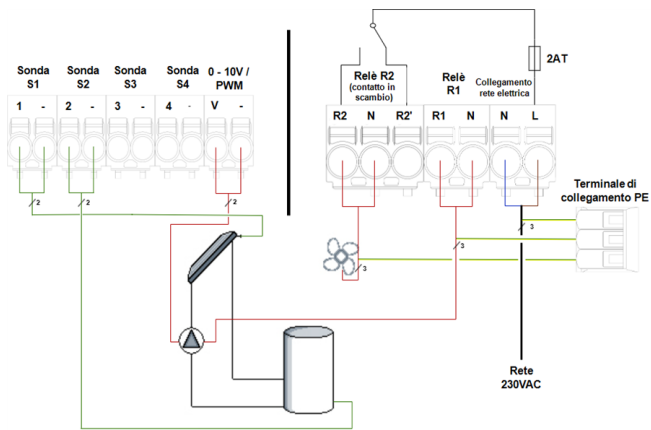 Sonda S1
Sonda S2
Sonda S3
Sonda S4
0 - 10V / PWM
1 - 2 - 3 - 4 - V -
2
2
2
2AT
Relè R2
(contatto in scambio)
Relè R1
Collegamento rete elettrica
R2 N R2' R1 N N L
Terminale di collegamento PE
3
3
3
Rete 230VAC